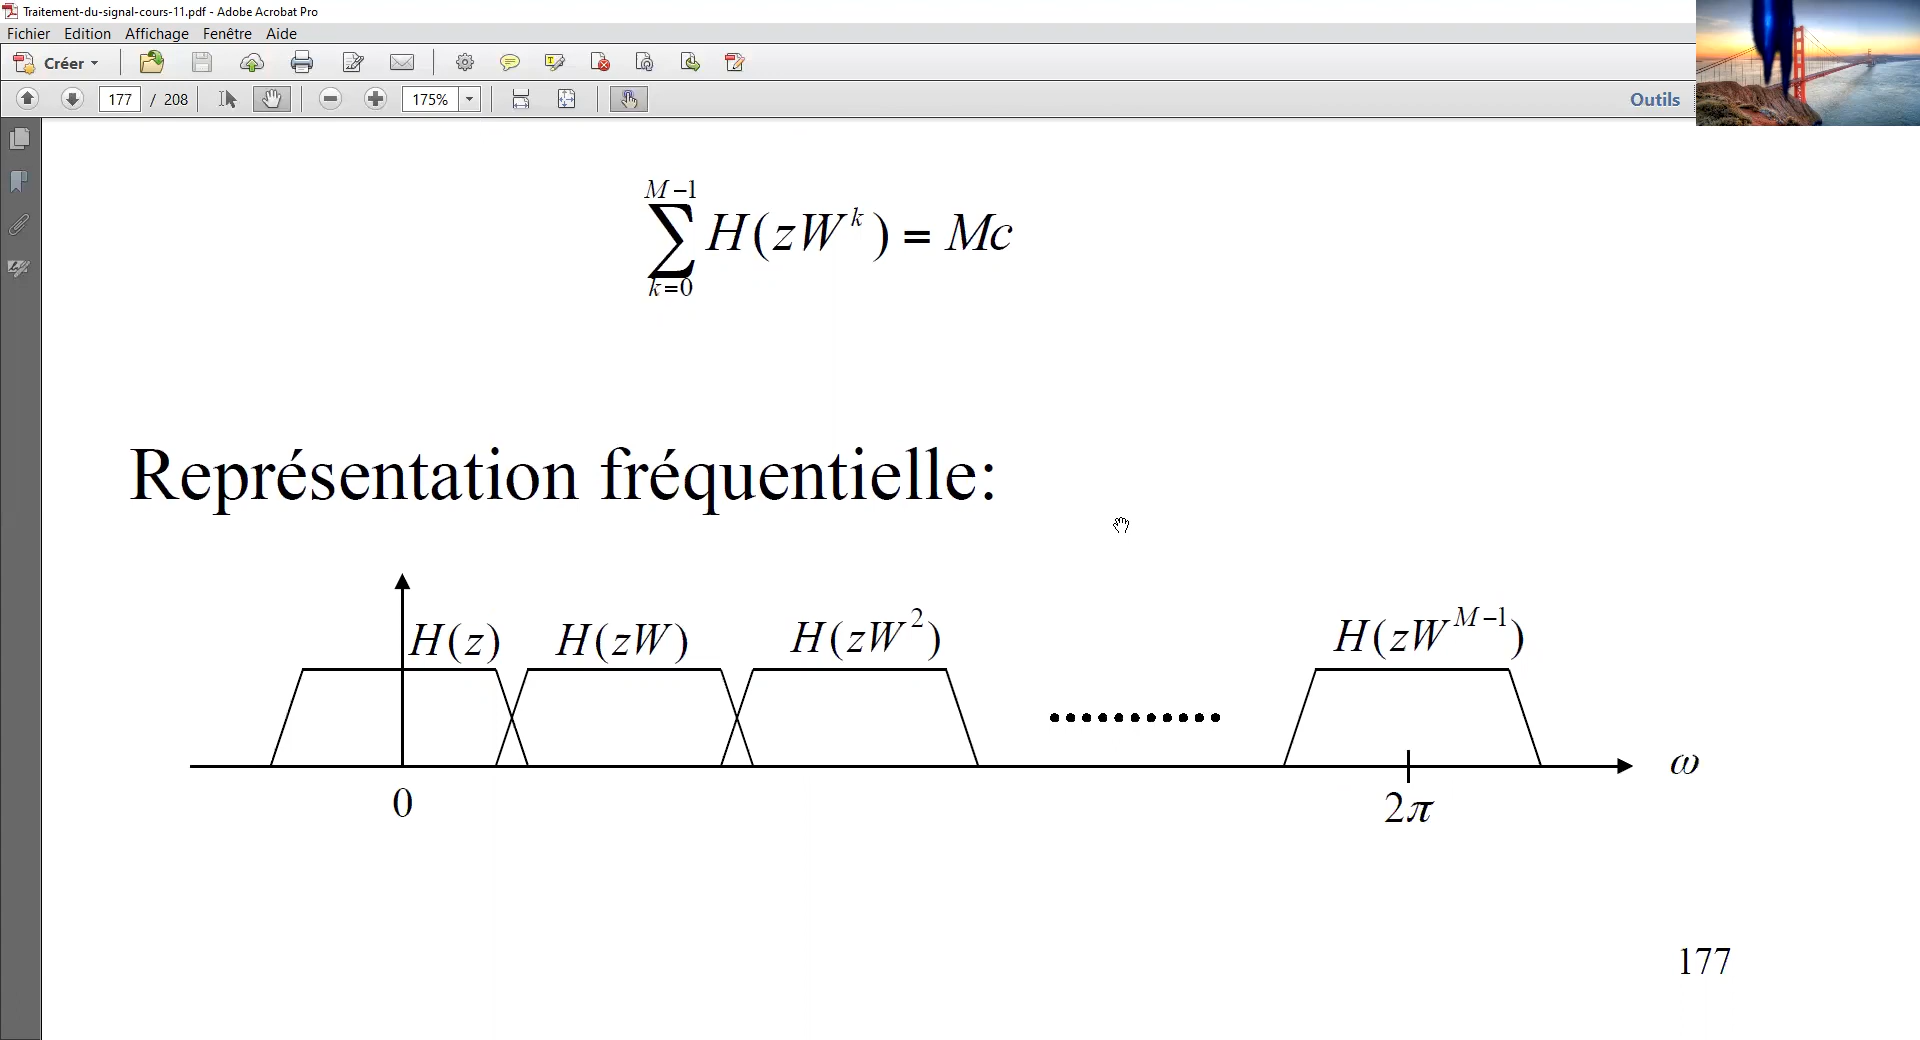 Traitement-du-signal-cours-11.pdf - Adobe Acrobat Pro
Fichier Edition Affichage Fenêtre Aide
Créer
177 / 208 175% Outils
M−1
∑ H(zW^k) = Mc
k=0
Représentation fréquentielle:
H(z) H(zW) H(zW^2) H(zW^{M−1})
ω
0 2π
177